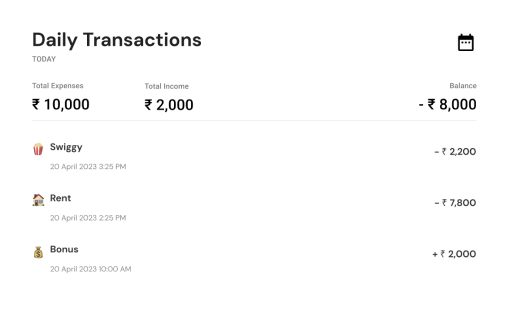 Daily Transactions
TODAY
Total Expenses Total Income Balance
₹ 10,000 ₹ 2,000 - ₹ 8,000
Swiggy - ₹ 2,200
20 April 2023 3:25 PM
Rent - ₹ 7,800
20 April 2023 2:25 PM
Bonus + ₹ 2,000
20 April 2023 10:00 AM